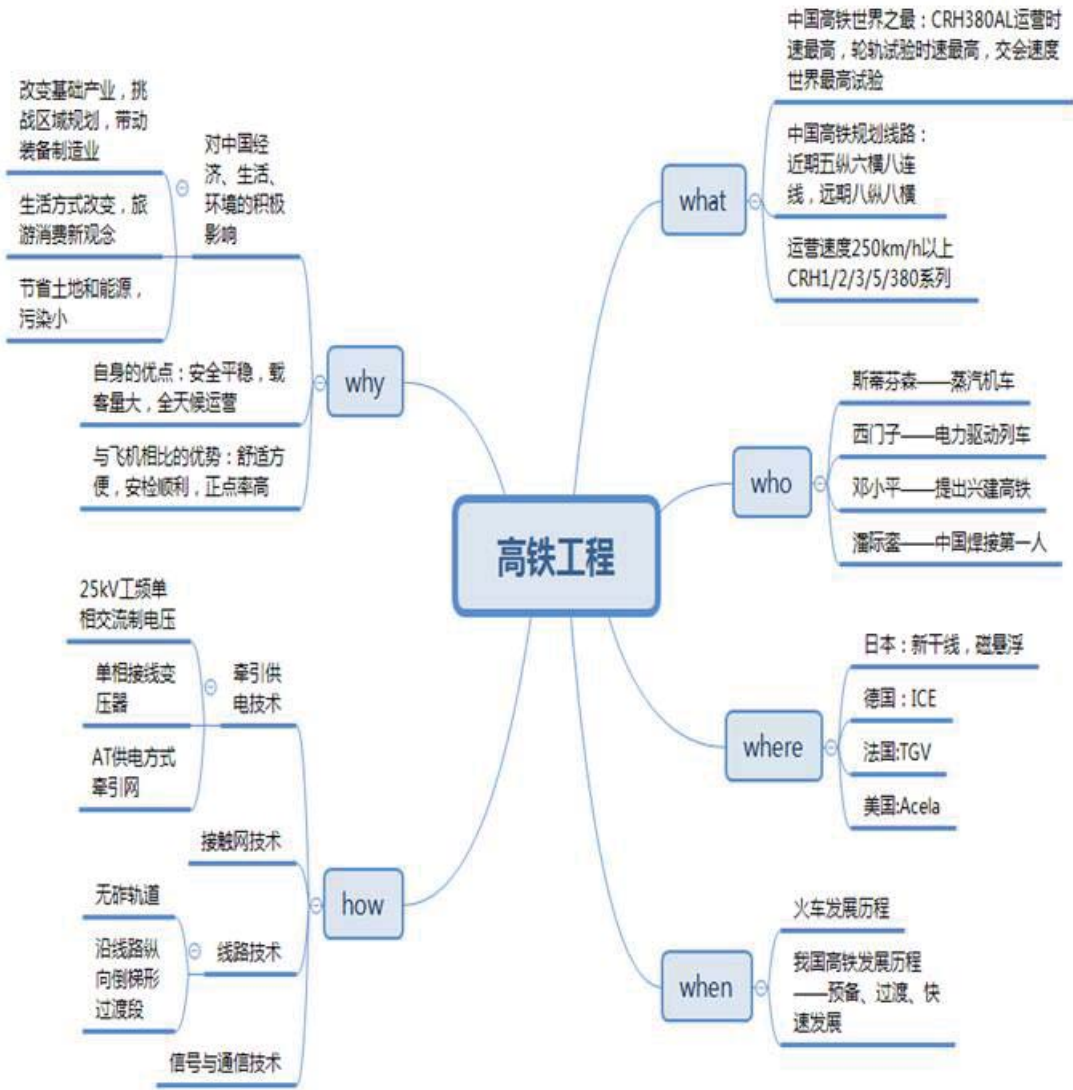 高铁工程
what
中国高铁世界之最：CRH380AL运营时
速最高，轮轨试验时速最高，交会速度
世界最高试验
中国高铁规划线路：
近期五纵六横八连
线，远期八纵八横
运营速度250km/h以上
CRH1/2/3/5/380系列
who
斯蒂芬森——蒸汽机车
西门子——电力驱动列车
邓小平——提出兴建高铁
潘际銮——中国焊接第一人
where
日本：新干线，磁悬浮
德国：ICE
法国:TGV
美国:Acela
when
火车发展历程
我国高铁发展历程
——预备、过渡、快
速发展
why
对中国经
济、生活、
环境的积极
影响
改变基础产业，挑
战区域规划，带动
装备制造业
生活方式改变，旅
游消费新观念
节省土地和能源，
污染小
自身的优点：安全平稳，载
客量大，全天候运营
与飞机相比的优势：舒适方
便，安检顺利，正点率高
how
牵引供
电技术
25kV工频单
相交流制电压
单相接线变
压器
AT供电方式
牵引网
接触网技术
线路技术
无砟轨道
沿线路纵
向倒梯形
过渡段
信号与通信技术